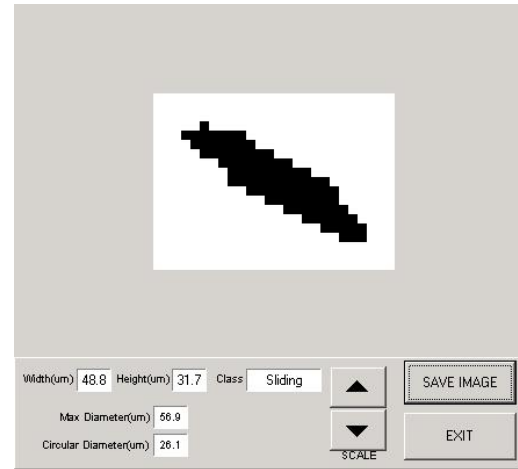 Width(um) 48.8 Height(um) 31.7 Class Sliding
SAVE IMAGE
Max Diameter(um) 56.9
Circular Diameter(um) 26.1
SCALE
EXIT